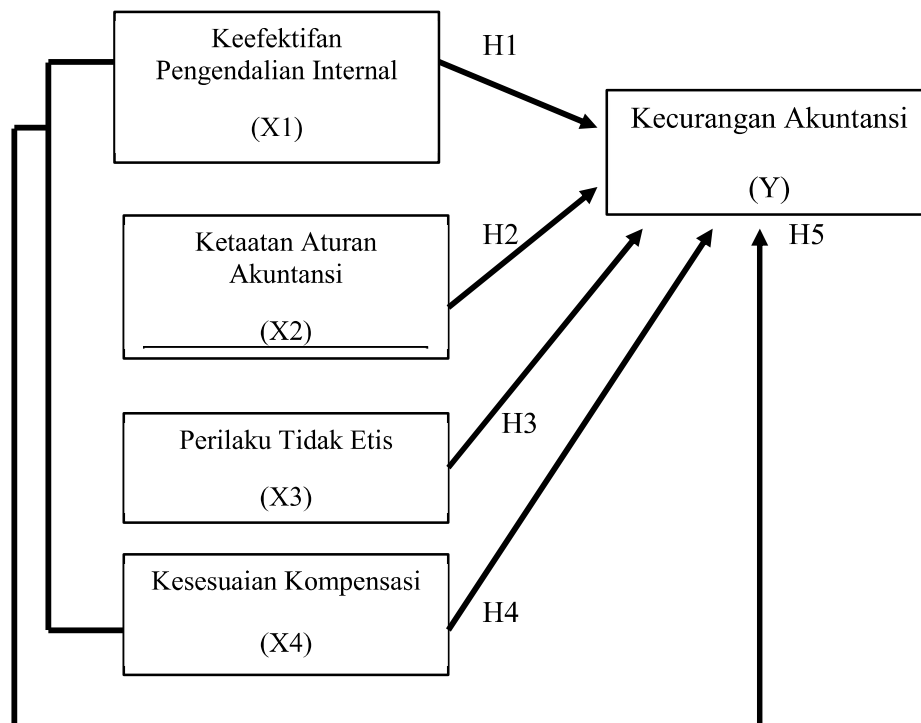 Keefektifan
Pengendalian Internal
(X1)
H1
Kecurangan Akuntansi
(Y)
Ketaatan Aturan
Akuntansi
(X2)
H2
H5
Perilaku Tidak Etis
(X3)
H3
Kesesuaian Kompensasi
(X4)
H4